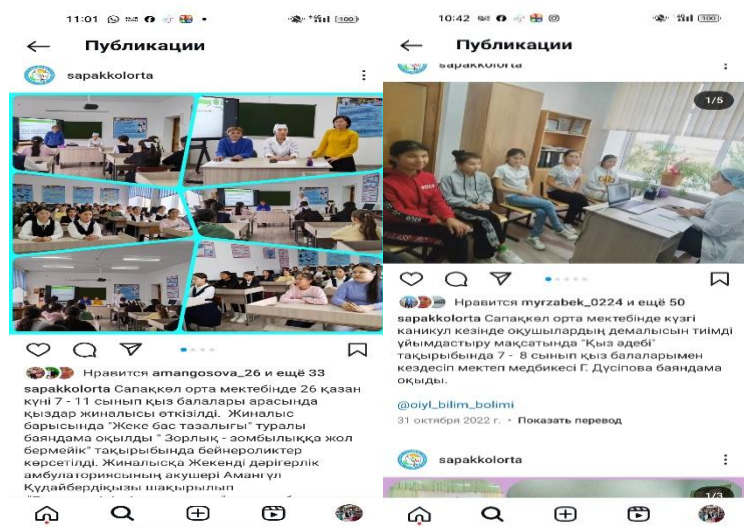 11:01
100
Публикации
sapakkolorta
Нравится amangosova_26 и ещё 33
sapakkolorta Сапақкөл орта мектебінде 26 қазан
күні 7 - 11 сынып қыз балалары арасында
қыздар жиналысы өткізілді. Жиналыс
барысында "Жеке бас тазалығы" туралы
баяндама оқылды " Зорлық - зомбылыққа жол
бермейік" тақырыбында бейнероликтер
көрсетілді. Жиналысқа Жекенді дәрігерлік
амбулаториясының акушері Амангүл
Құдайбердіқызы шақырылып
10:42
100
Публикации
sapakkolorta
1/5
Нравится myrzabek_0224 и ещё 50
sapakkolorta Сапақкөл орта мектебінде күзгі
каникул кезінде оқушылардың демалысын тиімді
ұйымдастыру мақсатында "Қыз әдебі"
тақырыбында 7 - 8 сынып қыз балаларымен
кездесіп мектеп медбикесі Г. Дүсіпова баяндама
оқыды.
@oiyl_bilim_bolimi
31 октября 2022 г. • Показать перевод
sapakkolorta
1/3